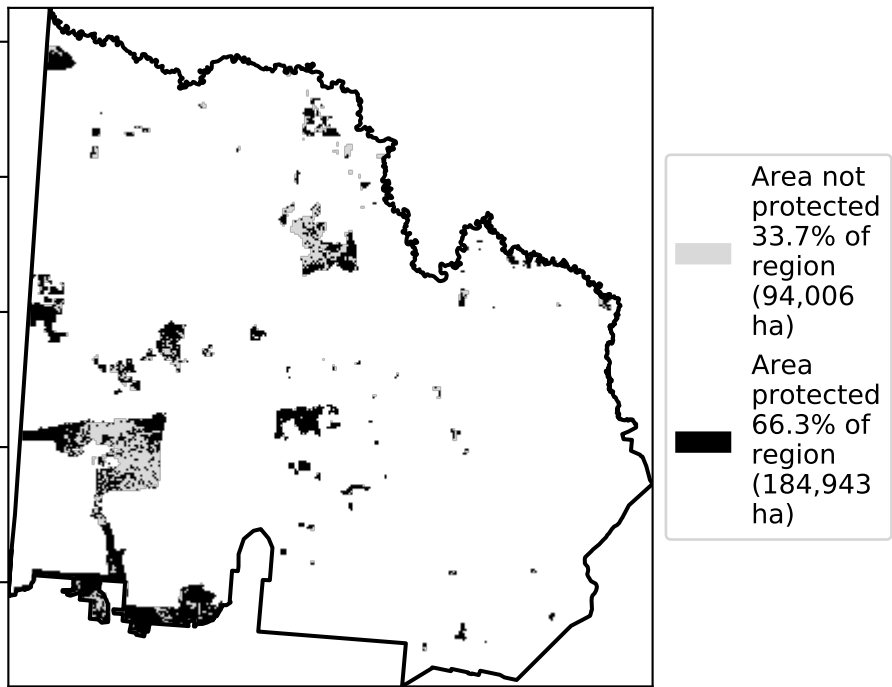 Area not
protected
33.7% of
region
(94,006
ha)
Area
protected
66.3% of
region
(184,943
ha)